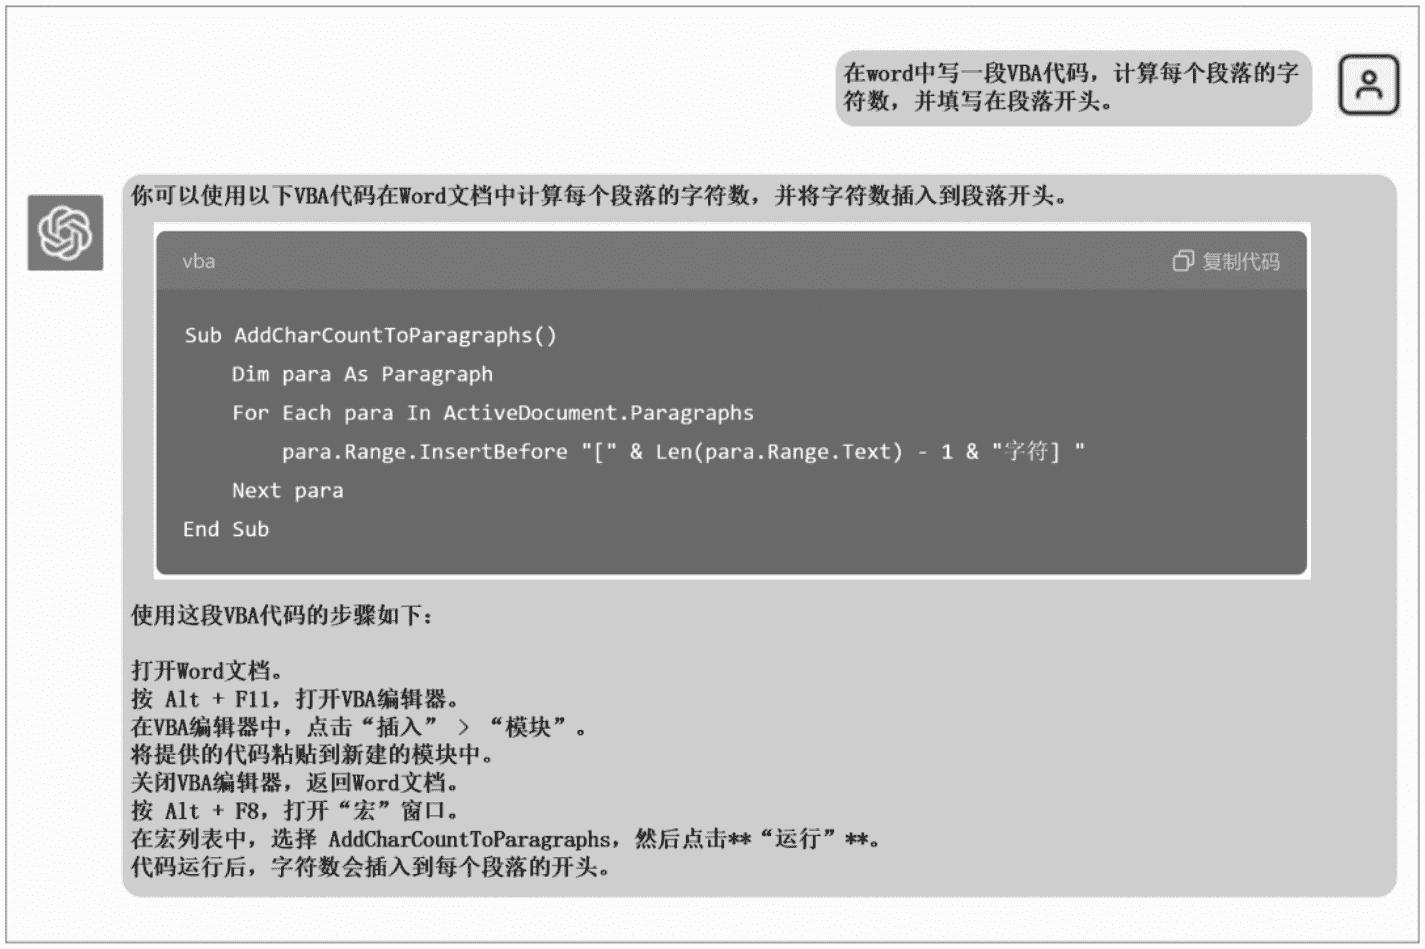 在word中写一段VBA代码，计算每个段落的字
符数，并填写在段落开头。
你可以使用以下VBA代码在Word文档中计算每个段落的字符数，并将字符数插入到段落开头。
vba
复制代码
Sub AddCharCountToParagraphs()
    Dim para As Paragraph
    For Each para In ActiveDocument.Paragraphs
        para.Range.InsertBefore "[" & Len(para.Range.Text) - 1 & "字符] "
    Next para
End Sub
使用这段VBA代码的步骤如下：
打开Word文档。
按 Alt + F11，打开VBA编辑器。
在VBA编辑器中，点击“插入” > “模块”。
将提供的代码粘贴到新建的模块中。
关闭VBA编辑器，返回Word文档。
按 Alt + F8，打开“宏”窗口。
在宏列表中，选择 AddCharCountToParagraphs，然后点击**“运行”**。
代码运行后，字符数会插入到每个段落的开头。